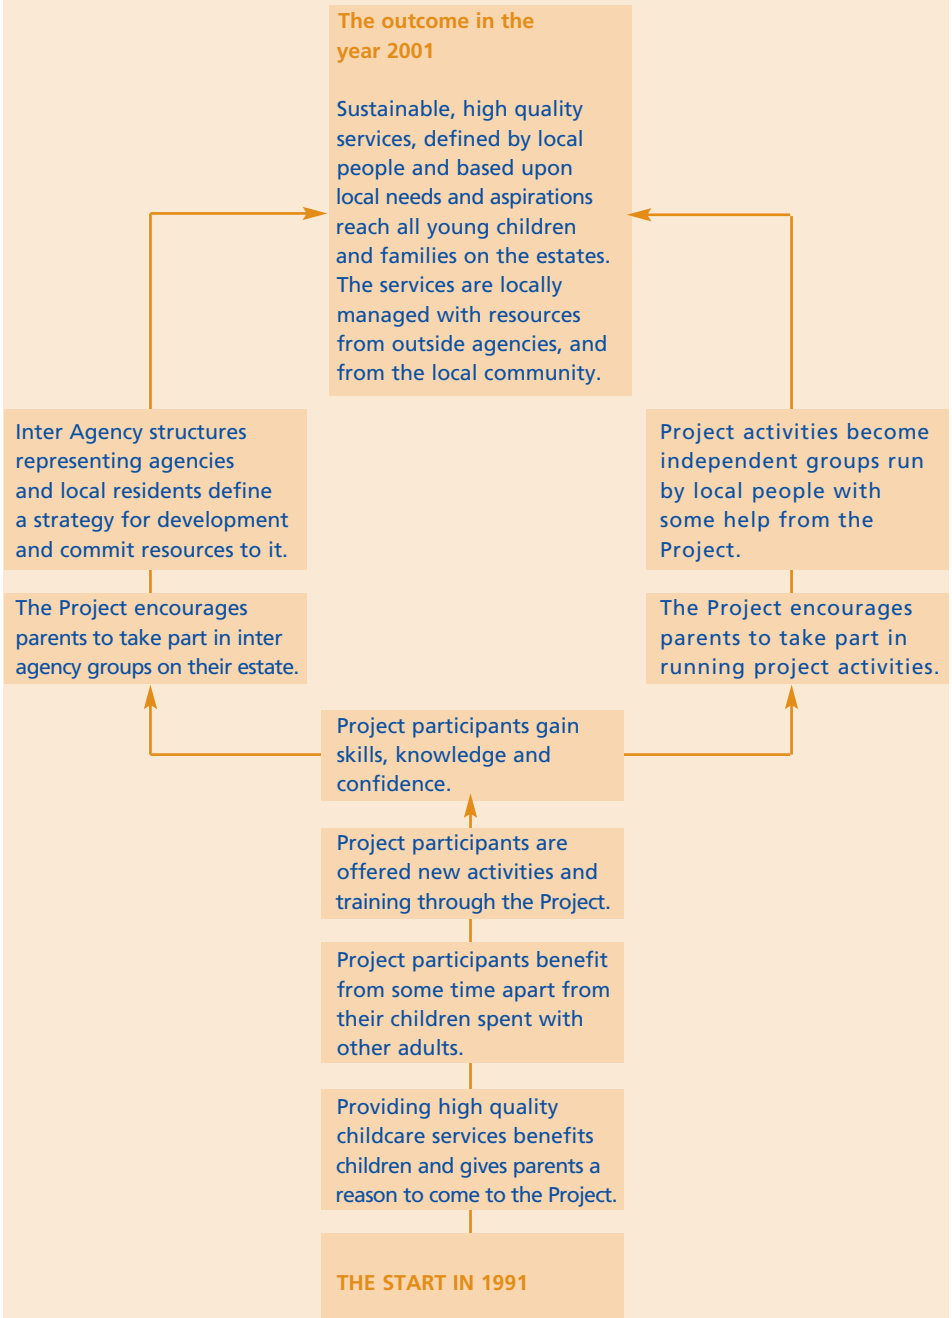 The outcome in the
year 2001
Sustainable, high quality
services, defined by local
people and based upon
local needs and aspirations
reach all young children
and families on the estates.
The services are locally
managed with resources
from outside agencies, and
from the local community.
Inter Agency structures
representing agencies
and local residents define
a strategy for development
and commit resources to it.
Project activities become
independent groups run
by local people with
some help from the
Project.
The Project encourages
parents to take part in inter
agency groups on their estate.
The Project encourages
parents to take part in
running project activities.
Project participants gain
skills, knowledge and
confidence.
Project participants are
offered new activities and
training through the Project.
Project participants benefit
from some time apart from
their children spent with
other adults.
Providing high quality
childcare services benefits
children and gives parents a
reason to come to the Project.
THE START IN 1991